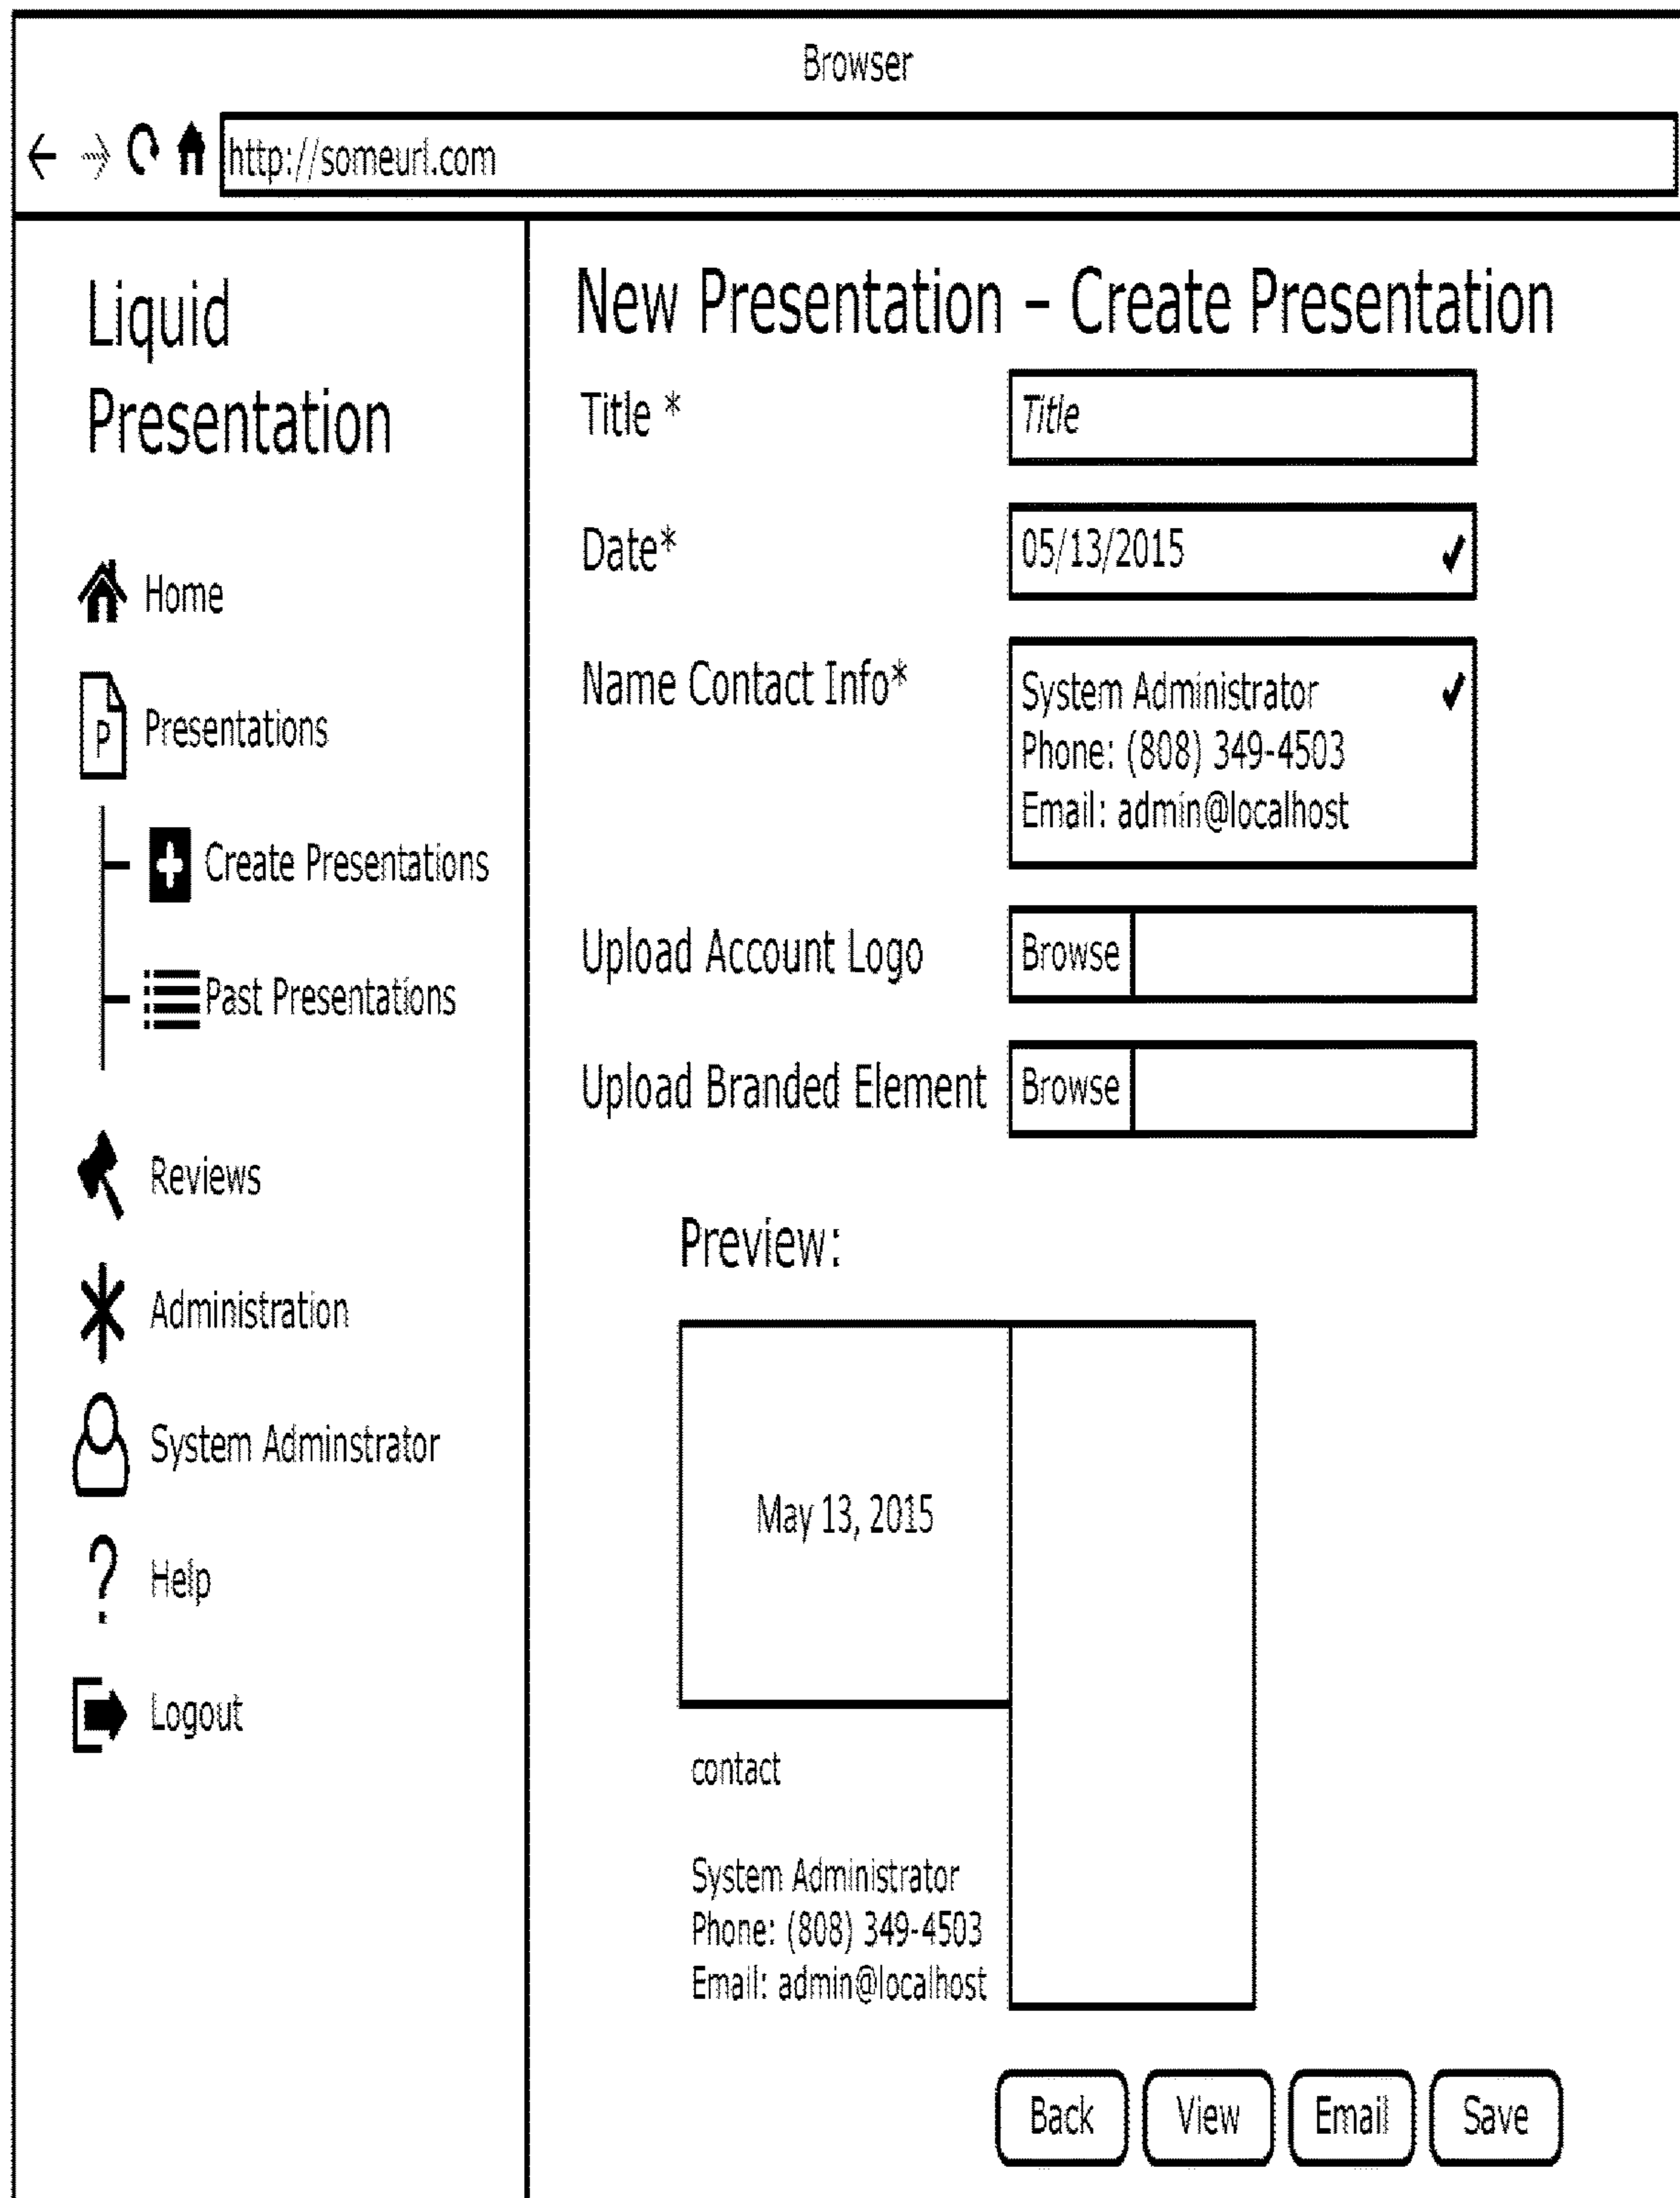 Browser
http://someurl.com
Liquid
Presentation
Home
P
Presentations
Create Presentations
Past Presentations
Reviews
Administration
System Adminstrator
Help
Logout
New Presentation – Create Presentation
Title *
Title
Date*
05/13/2015
Name Contact Info*
System Administrator
Phone: (808) 349-4503
Email: admin@localhost
Upload Account Logo
Browse
Upload Branded Element
Browse
Preview:
May 13, 2015
contact
System Administrator
Phone: (808) 349-4503
Email: admin@localhost
Back
View
Email
Save